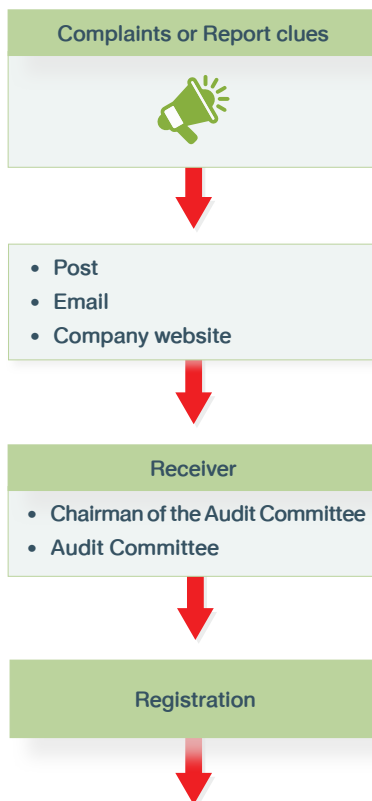 Complaints or Report clues
• Post
• Email
• Company website
Receiver
• Chairman of the Audit Committee
• Audit Committee
Registration